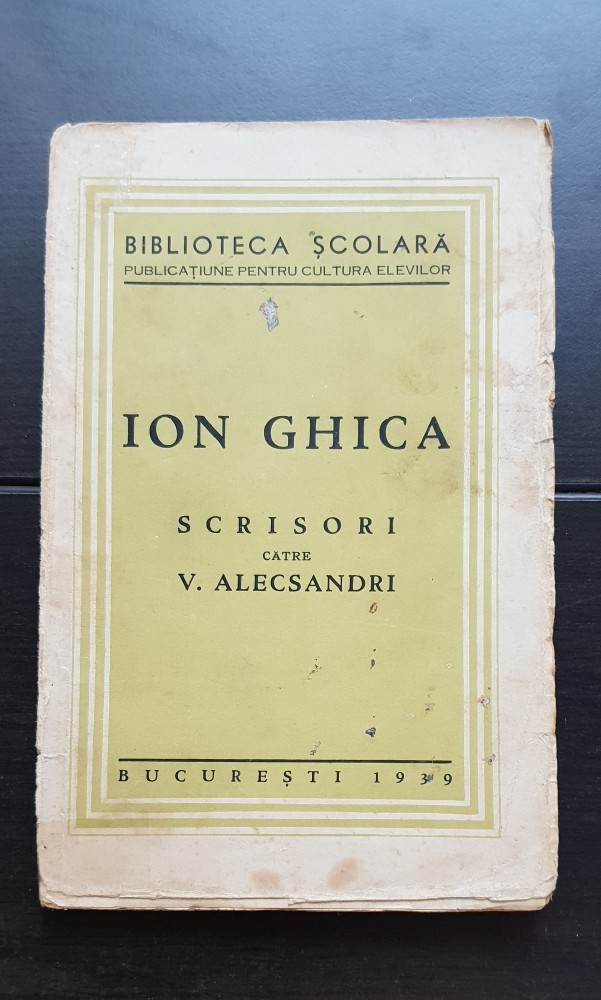 BIBLIOTECA ȘCOLARĂ
PUBLICAȚIUNE PENTRU CULTURA ELEVILOR
ION GHICA
SCRISORI
CĂTRE
V. ALECSANDRI
BUCUREȘTI 1939